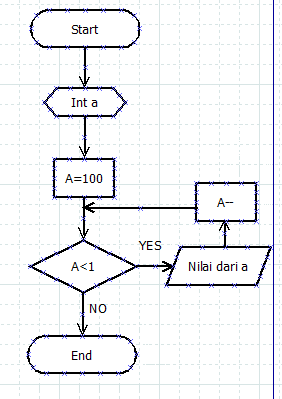 Start
Int a
A=100
A--
A<1
YES
Nilai dari a
NO
End